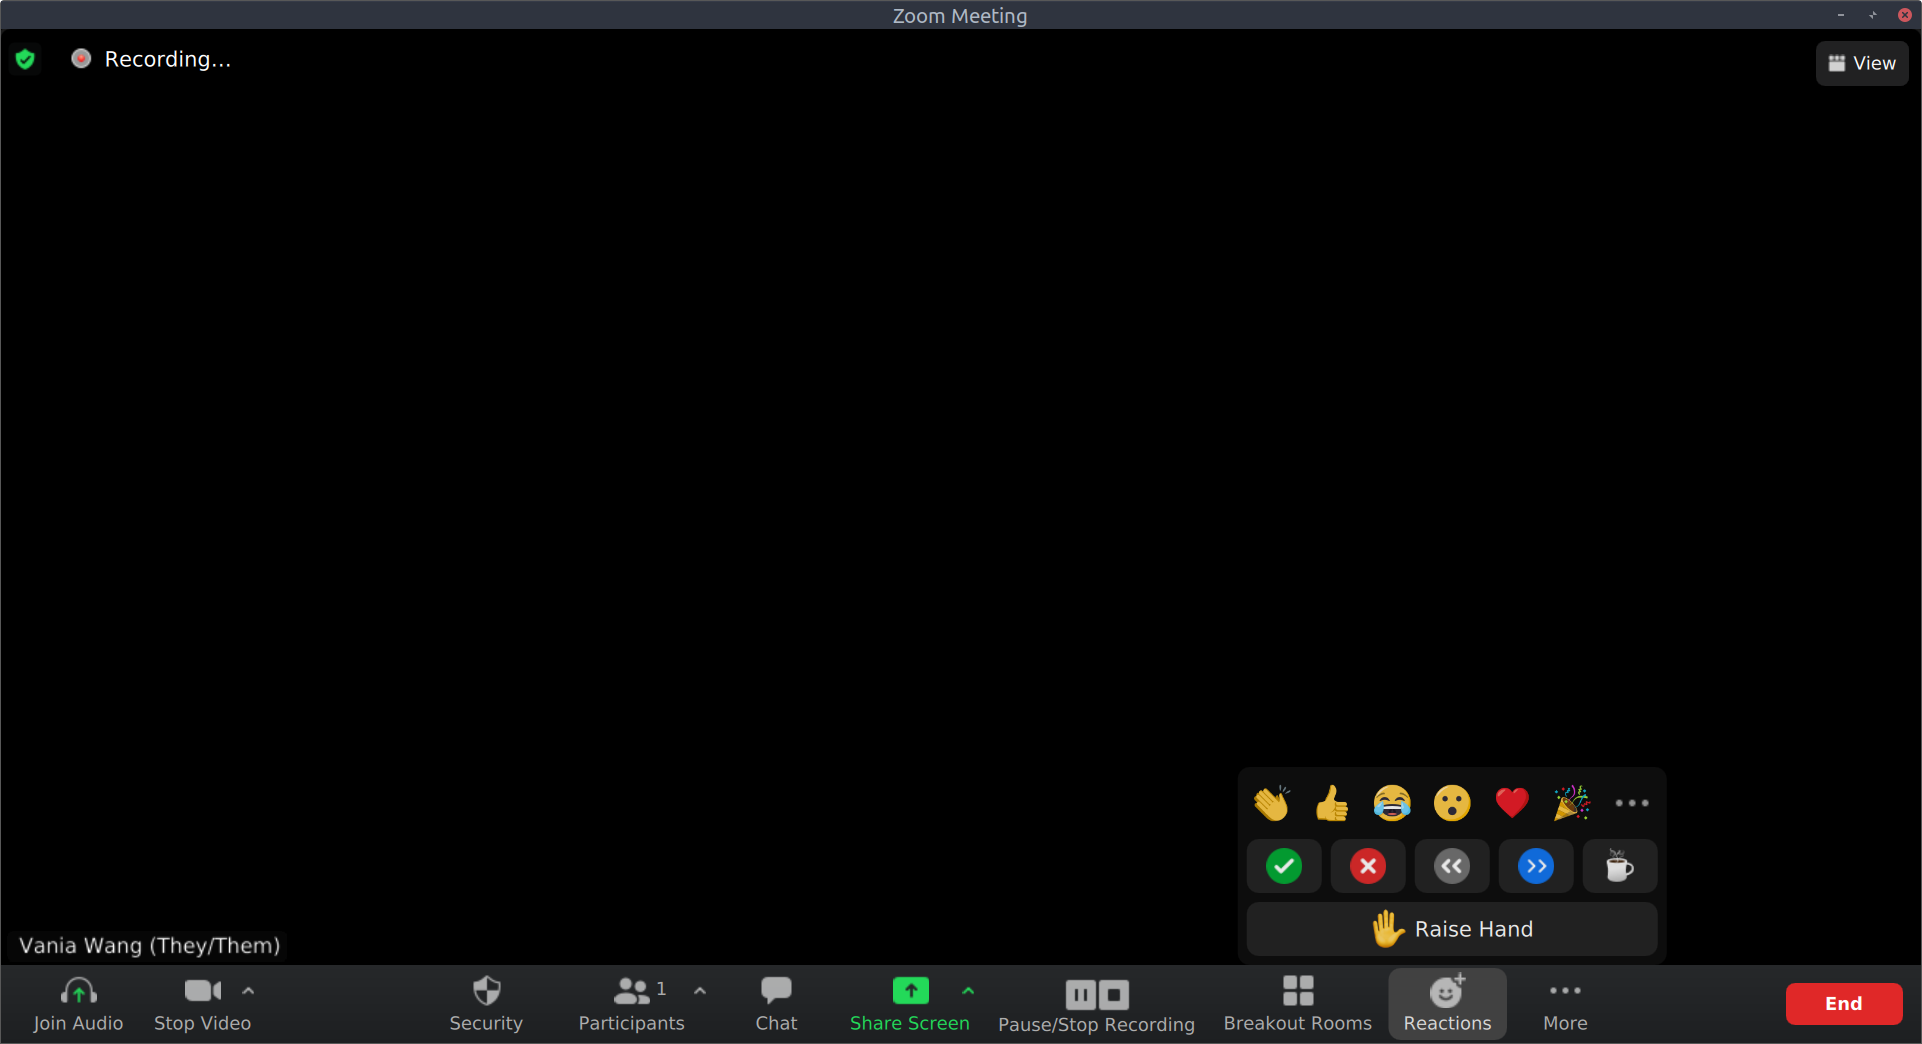 Zoom Meeting
Recording...
View
Raise Hand
Vania Wang (They/Them)
1
Join Audio
Stop Video
Security
Participants
Chat
Share Screen
Pause/Stop Recording
Breakout Rooms
Reactions
More
End